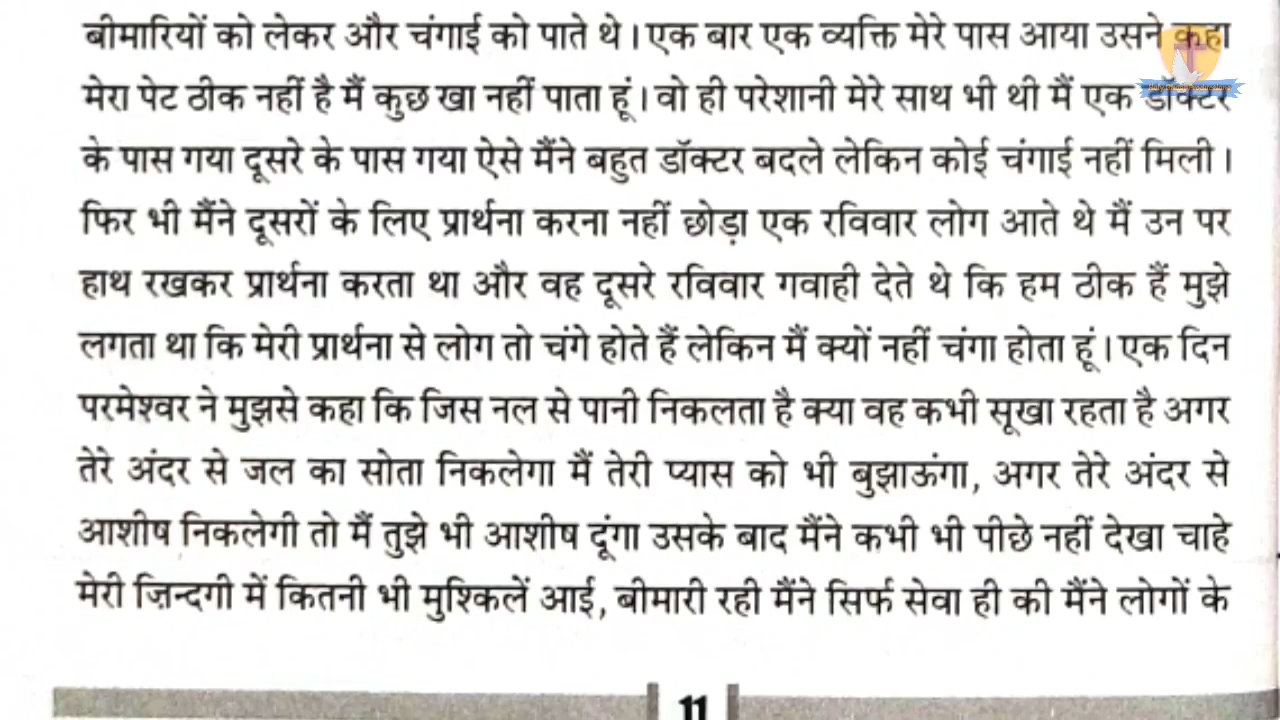 बीमारियों को लेकर और चंगाई को पाते थे। एक बार एक व्यक्ति मेरे पास आया उसने कहा
मेरा पेट ठीक नहीं है मैं कुछ खा नहीं पाता हूं। वो ही परेशानी मेरे साथ भी थी मैं एक डॉक्टर
के पास गया दूसरे के पास गया ऐसे मैंने बहुत डॉक्टर बदले लेकिन कोई चंगाई नहीं मिली।
फिर भी मैंने दूसरों के लिए प्रार्थना करना नहीं छोड़ा एक रविवार लोग आते थे मैं उन पर
हाथ रखकर प्रार्थना करता था और वह दूसरे रविवार गवाही देते थे कि हम ठीक हैं मुझे
लगता था कि मेरी प्रार्थना से लोग तो चंगे होते हैं लेकिन मैं क्यों नहीं चंगा होता हूं। एक दिन
परमेश्वर ने मुझसे कहा कि जिस नल से पानी निकलता है क्या वह कभी सूखा रहता है अगर
तेरे अंदर से जल का सोता निकलेगा मैं तेरी प्यास को भी बुझाऊंगा, अगर तेरे अंदर से
आशीष निकलेगी तो मैं तुझे भी आशीष दूंगा उसके बाद मैंने कभी भी पीछे नहीं देखा चाहे
मेरी ज़िन्दगी में कितनी भी मुश्किलें आई, बीमारी रही मैंने सिर्फ सेवा ही की मैंने लोगों के
11